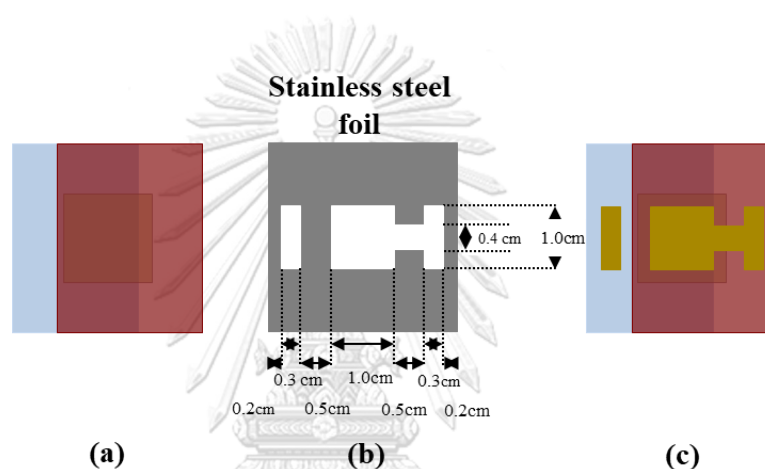 Stainless steel
foil
0.4 cm
1.0cm
0.3 cm
1.0cm
0.3cm
0.2cm
0.5cm
0.5cm
0.2cm
(a)
(b)
(c)